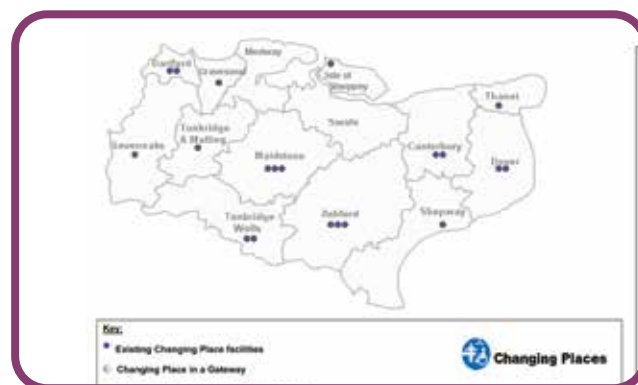 Medway
Dartford
Gravesend
Isle of
Sheppey
Thanet
Swale
Tonbridge
& Malling
Sevenoaks
Maidstone
Canterbury
Dover
Tonbridge
Wells
Ashford
Shepway
Key:
Existing Changing Place facilities
Changing Place in a Gateway
Changing Places